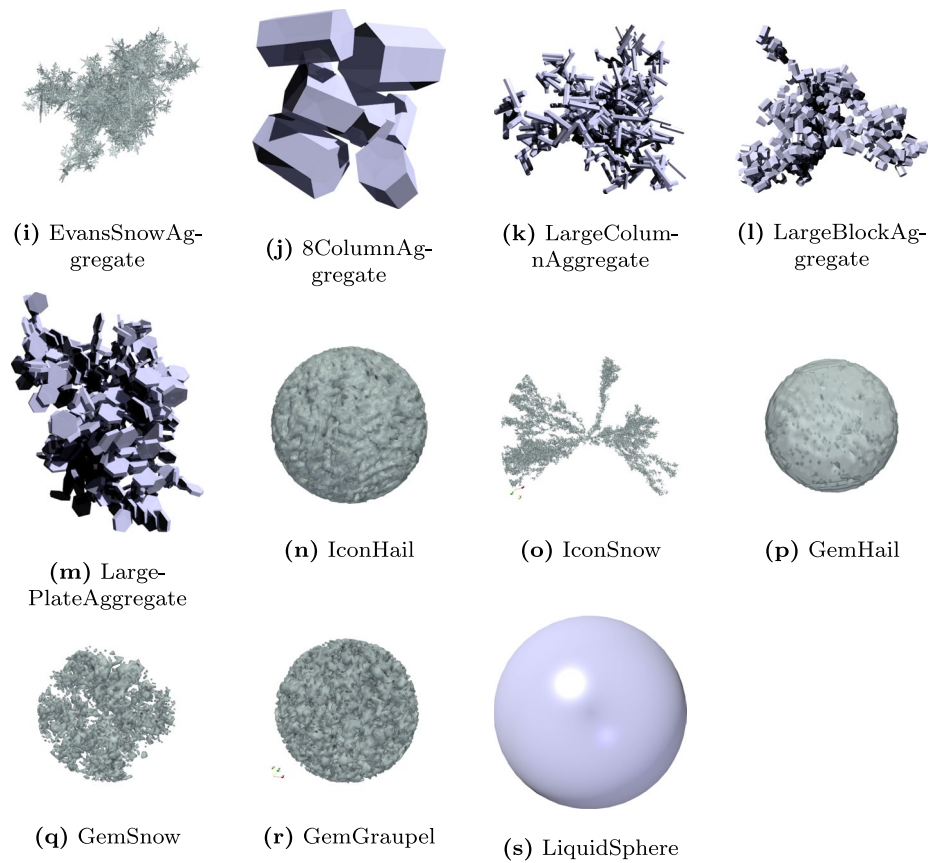 (i) EvansSnowAg-
gregate
(j) 8ColumnAg-
gregate
(k) LargeColum-
nAggregate
(l) LargeBlockAg-
gregate
(m) Large-
PlateAggregate
(n) IconHail
(o) IconSnow
(p) GemHail
(q) GemSnow
(r) GemGraupel
(s) LiquidSphere